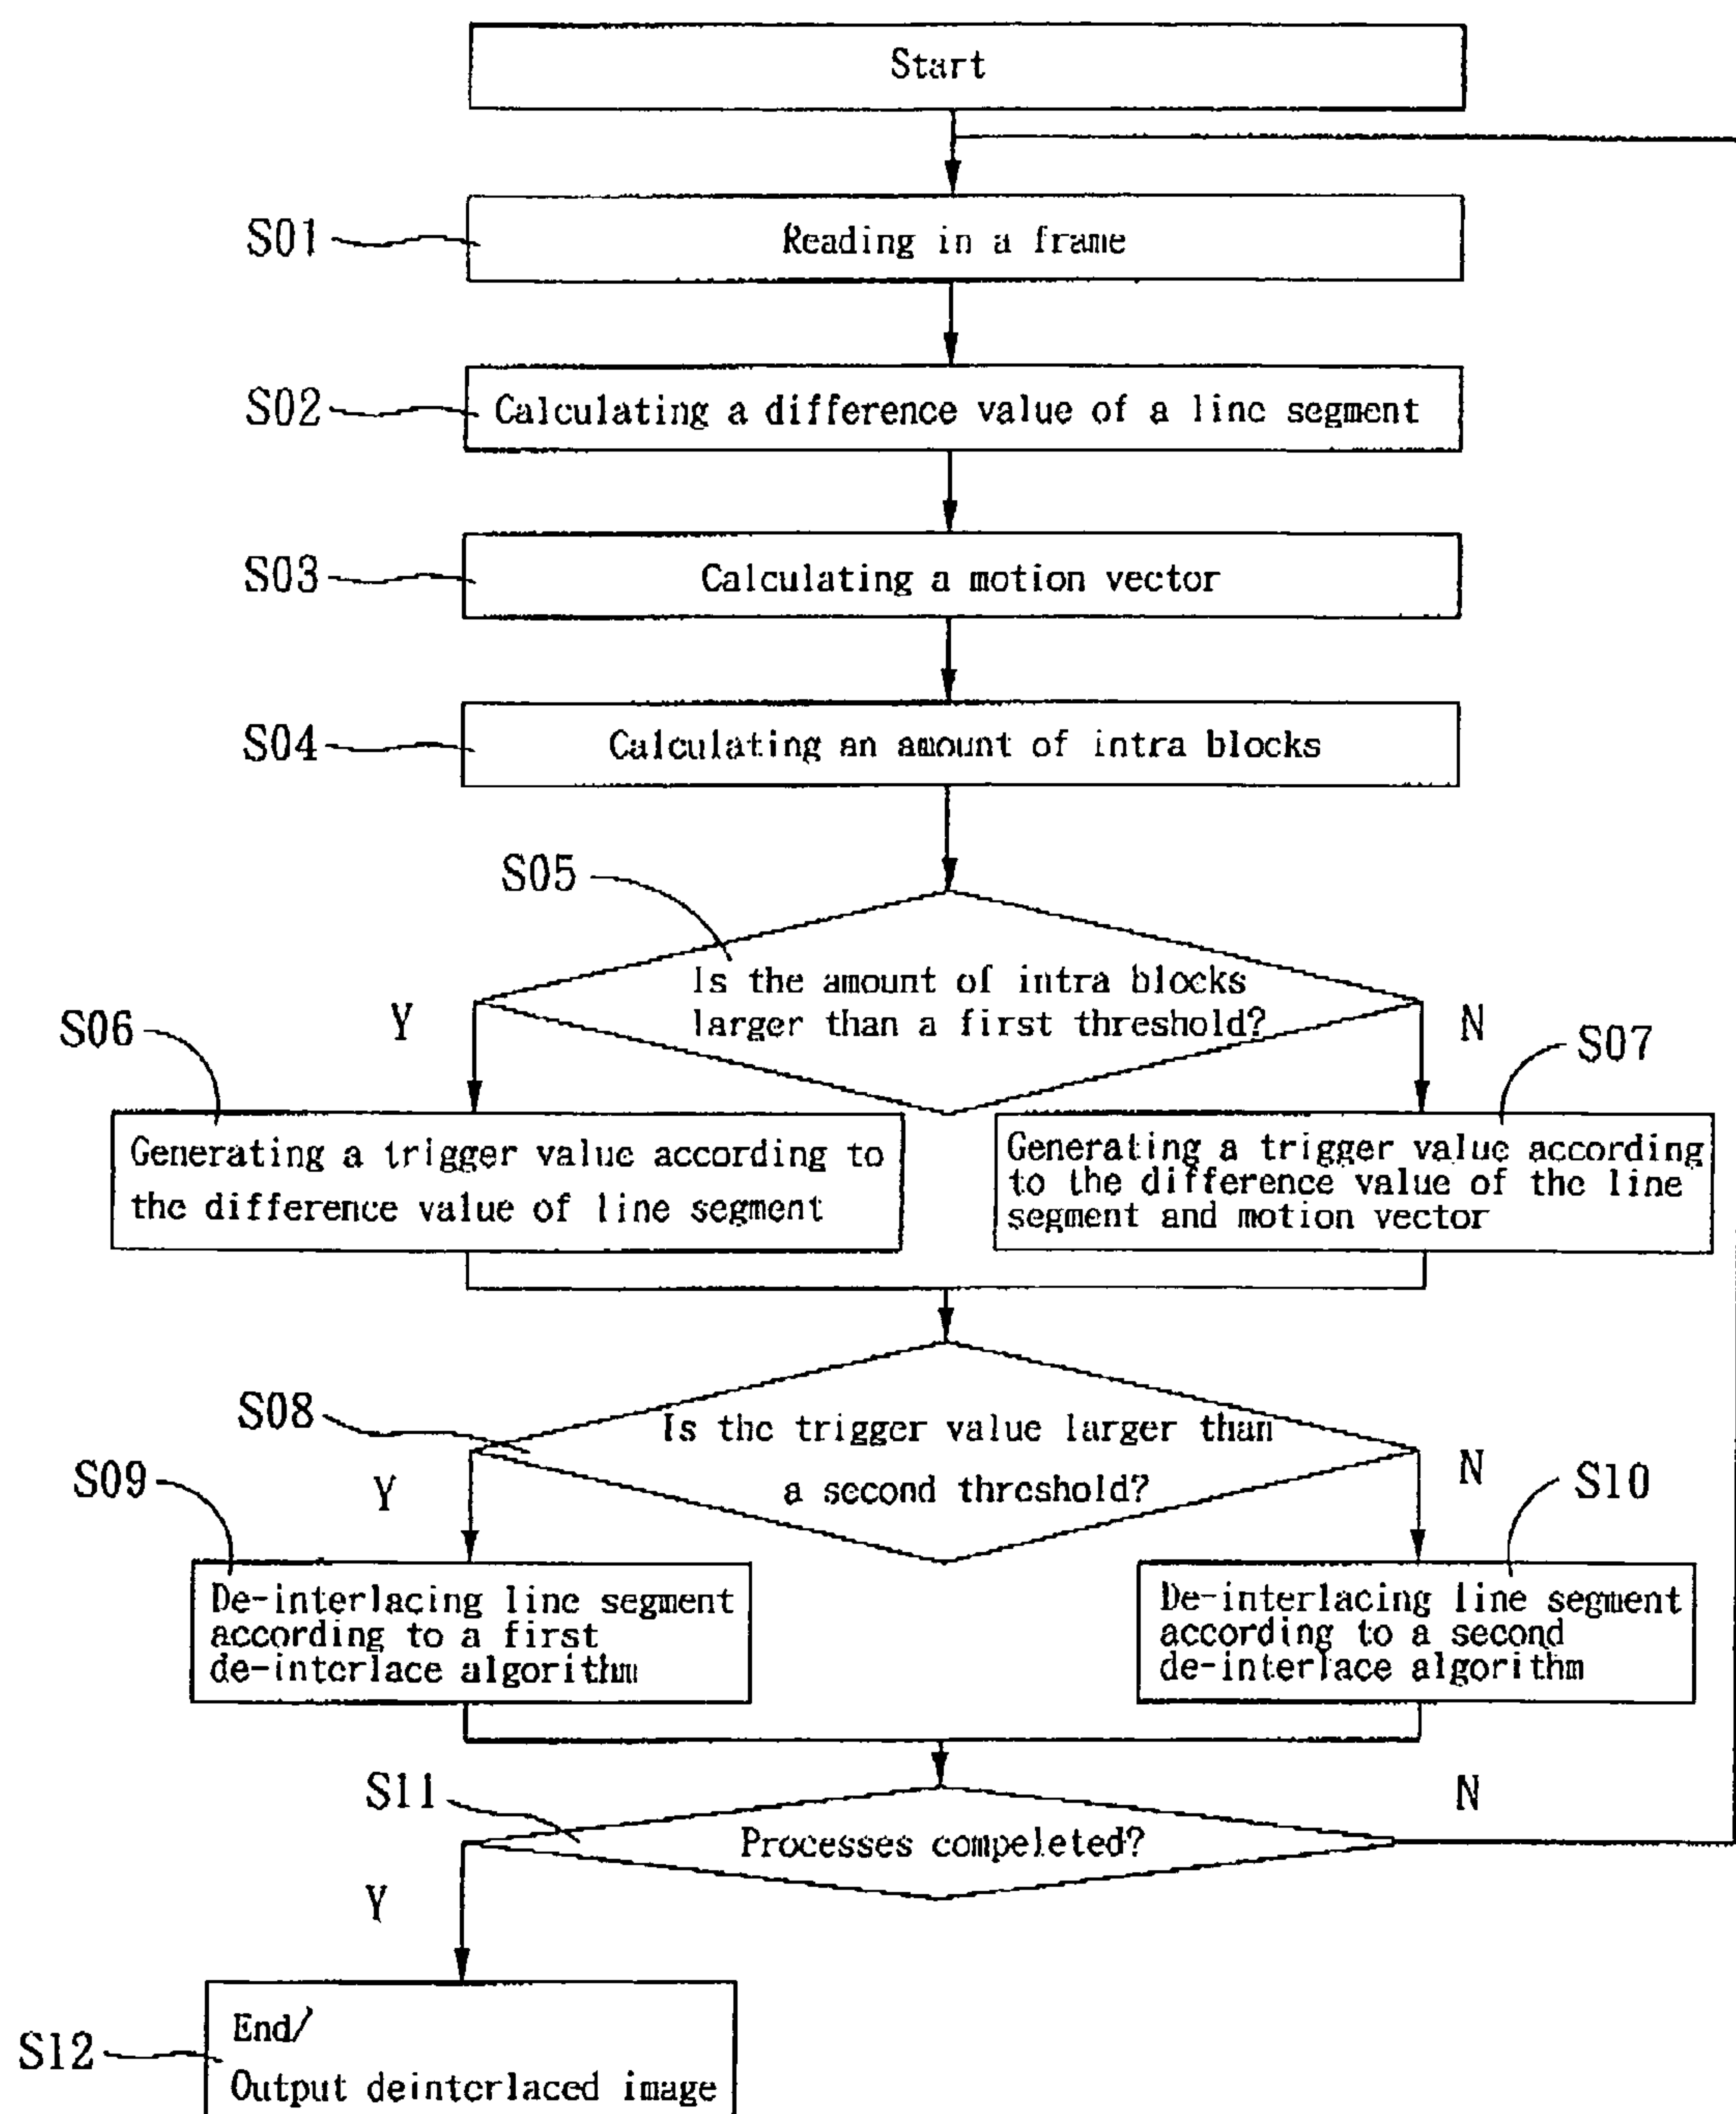 Start
S01
Reading in a frame
S02
Calculating a difference value of a line segment
S03
Calculating a motion vector
S04
Calculating an amount of intra blocks
S05
Is the amount of intra blocks
larger than a first threshold?
Y
N
S06
S07
Generating a trigger value according to
the difference value of line segment
Generating a trigger value according
to the difference value of the line
segment and motion vector
S08
Is the trigger value larger than
a second threshold?
Y
N
S09
S10
De-interlacing line segment
according to a first
de-interlace algorithm
De-interlacing line segment
according to a second
de-interlace algorithm
S11
Processes compeleted?
N
Y
S12
End/
Output deinterlaced image